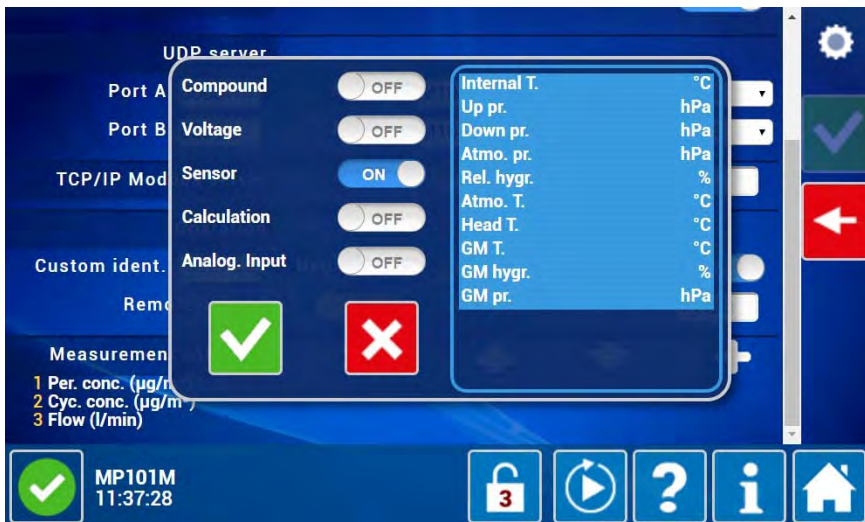 UDP server
Port A
Port B
TCP/IP Mod
Custom ident.
Remo
Measuremen
1 Per. conc. (µg/m
2 Cyc. conc. (µg/m³)
3 Flow (l/min)
Compound OFF
Voltage OFF
Sensor ON
Calculation OFF
Analog. Input OFF
Internal T. °C
Up pr. hPa
Down pr. hPa
Atmo. pr. hPa
Rel. hygr. %
Atmo. T. °C
Head T. °C
GM T. °C
GM hygr. %
GM pr. hPa
MP101M
11:37:28
3
?
i